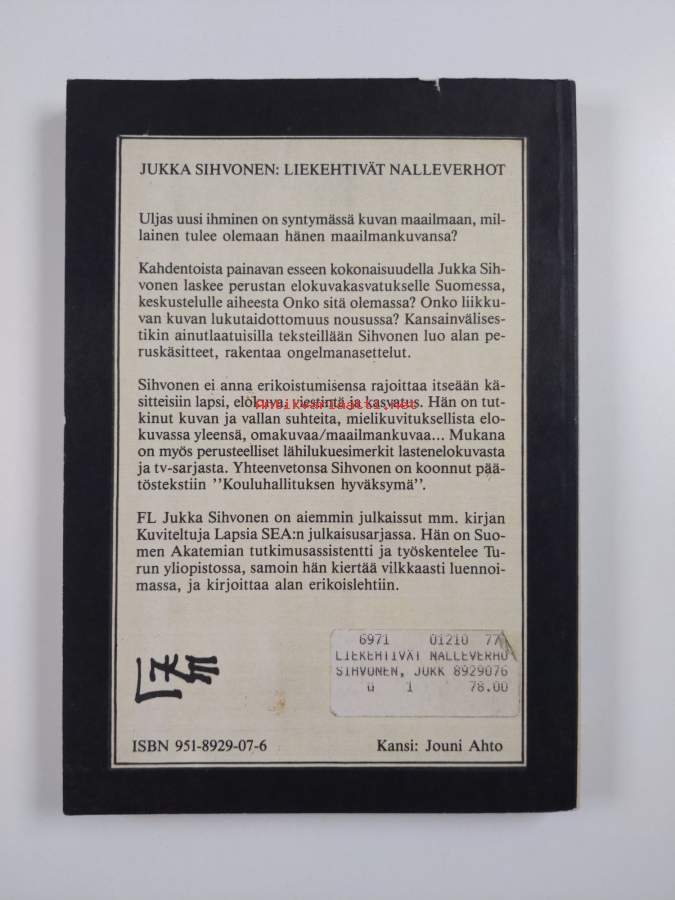 JUKKA SIHVONEN: LIEKEHTIVÄT NALLEVERHOT
Uljas uusi ihminen on syntymässä kuvan maailmaan, mil-
lainen tulee olemaan hänen maailmankuvansa?
Kahdentoista painavan esseen kokonaisuudella Jukka Sih-
vonen laskee perustan elokuvakasvatukselle Suomessa,
keskustelulle aiheesta Onko sitä olemassa? Onko liikku-
van kuvan lukutaidottomuus nousussa? Kansainvälises-
tikin ainutlaatuisilla teksteillään Sihvonen luo alan pe-
ruskäsitteet, rakentaa ongelmanasettelut.
Sihvonen ei anna erikoistumisensa rajoittaa itseään kä-
sitteisiin lapsi, elokuva, viestintä ja kasvatus. Hän on tut-
Antikvariaatti.net
kinut kuvan ja vallan suhteita, mielikuvituksellista elo-
kuvassa yleensä, omakuvaa/maailmankuvaa... Mukana
on myös perusteelliset lähilukuesimerkit lastenelokuvasta
ja tv-sarjasta. Yhteenvetonsa Sihvonen on koonnut pää-
töstekstiin ''Kouluhallituksen hyväksymä''.
FL Jukka Sihvonen on aiemmin julkaissut mm. kirjan
Kuviteltuja Lapsia SEA:n julkaisusarjassa. Hän on Suo-
men Akatemian tutkimusassistentti ja työskentelee Tu-
run yliopistossa, samoin hän kiertää vilkkaasti luennoi-
massa, ja kirjoittaa alan erikoislehtiin.
6971 01210 77
LIEKEHTIVÄT NALLEVERHO
SIHVONEN, JUKK 8929076
1 78.00
ISBN 951-8929-07-6 Kansi: Jouni Ahto